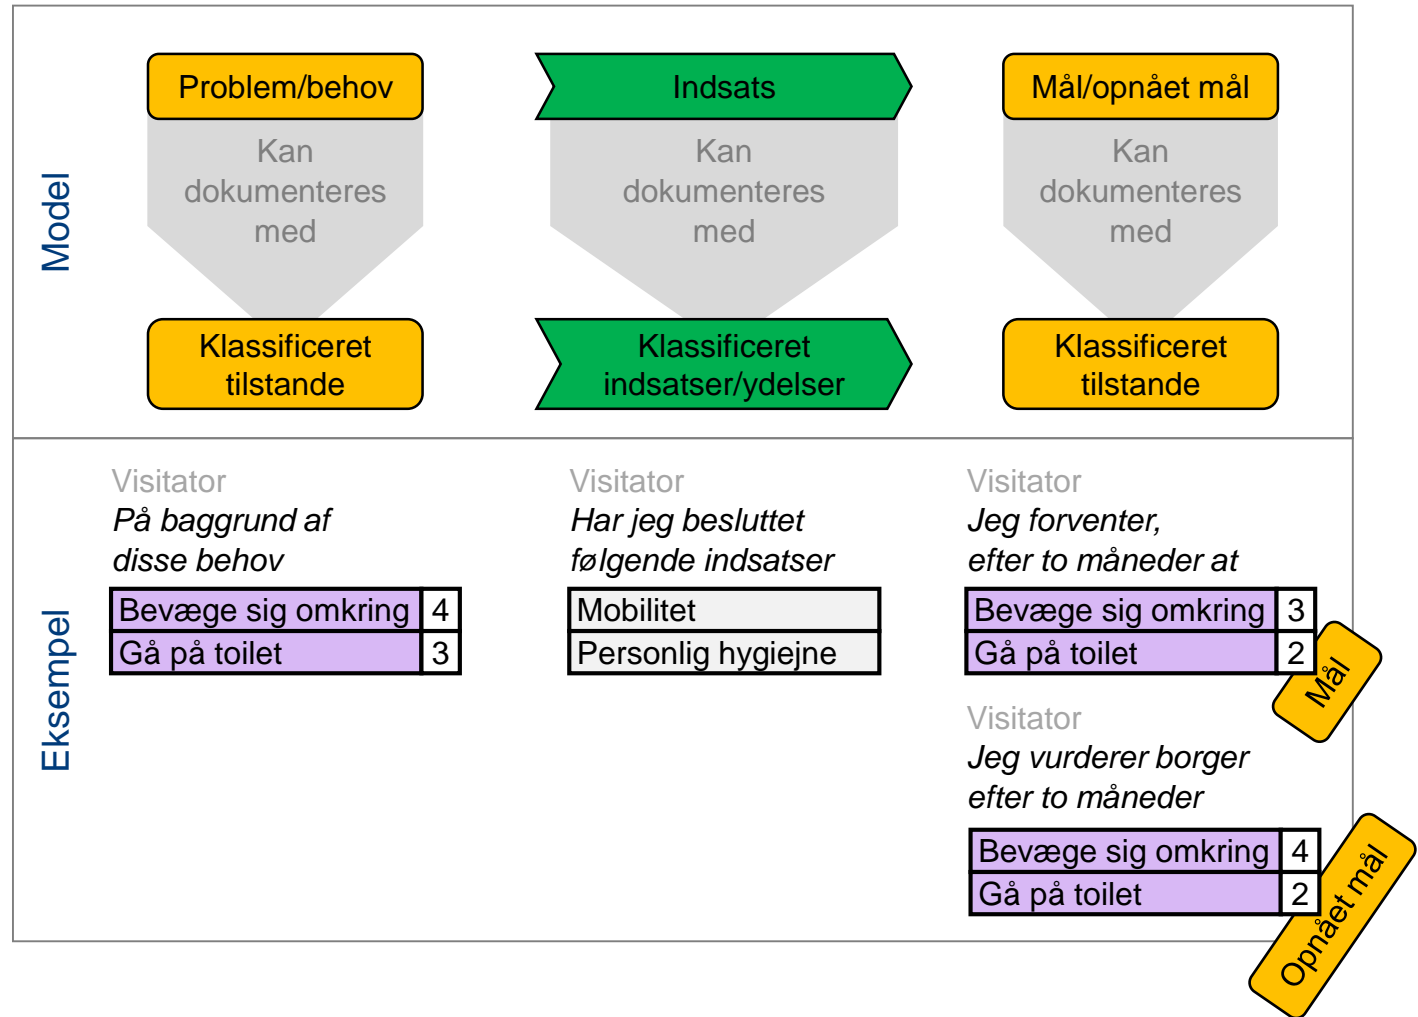 Model
Problem/behov
Kan
dokumenteres
med
Klassificeret
tilstande
Indsats
Kan
dokumenteres
med
Klassificeret
indsatser/ydelser
Mål/opnået mål
Kan
dokumenteres
med
Klassificeret
tilstande
Eksempel
Visitator
På baggrund af
disse behov
Bevæge sig omkring 4
Gå på toilet 3
Visitator
Har jeg besluttet
følgende indsatser
Mobilitet
Personlig hygiejne
Visitator
Jeg forventer,
efter to måneder at
Bevæge sig omkring 3
Gå på toilet 2
Mål
Visitator
Jeg vurderer borger
efter to måneder
Bevæge sig omkring 4
Gå på toilet 2
Opnået mål